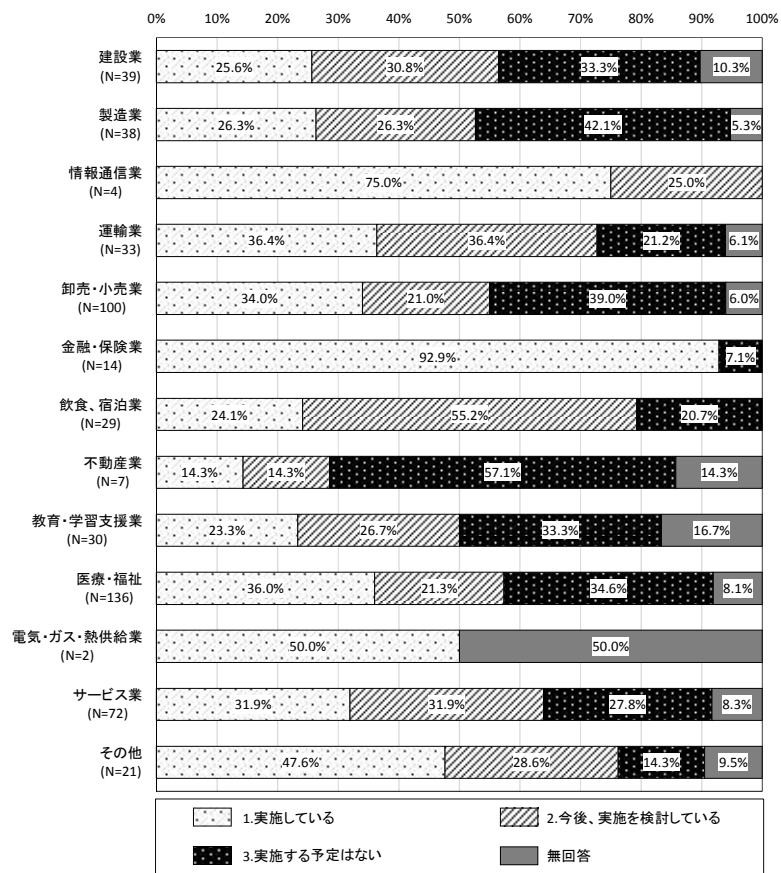 0% 10% 20% 30% 40% 50% 60% 70% 80% 90% 100%
建設業
(N=39)
25.6% 30.8% 33.3% 10.3%
製造業
(N=38)
26.3% 26.3% 42.1% 5.3%
情報通信業
(N=4)
75.0% 25.0%
運輸業
(N=33)
36.4% 36.4% 21.2% 6.1%
卸売・小売業
(N=100)
34.0% 21.0% 39.0% 6.0%
金融・保険業
(N=14)
92.9% 7.1%
飲食、宿泊業
(N=29)
24.1% 55.2% 20.7%
不動産業
(N=7)
14.3% 14.3% 57.1% 14.3%
教育・学習支援業
(N=30)
23.3% 26.7% 33.3% 16.7%
医療・福祉
(N=136)
36.0% 21.3% 34.6% 8.1%
電気・ガス・熱供給業
(N=2)
50.0% 50.0%
サービス業
(N=72)
31.9% 31.9% 27.8% 8.3%
その他
(N=21)
47.6% 28.6% 14.3% 9.5%
1.実施している 2.今後、実施を検討している
3.実施する予定はない 無回答